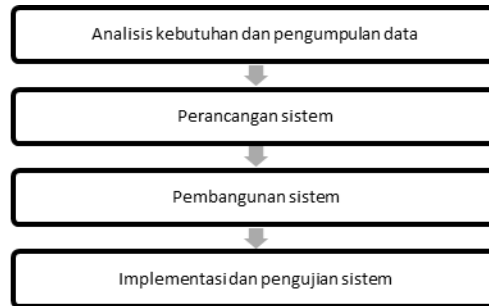 Analisis kebutuhan dan pengumpulan data
Perancangan sistem
Pembangunan sistem
Implementasi dan pengujian sistem